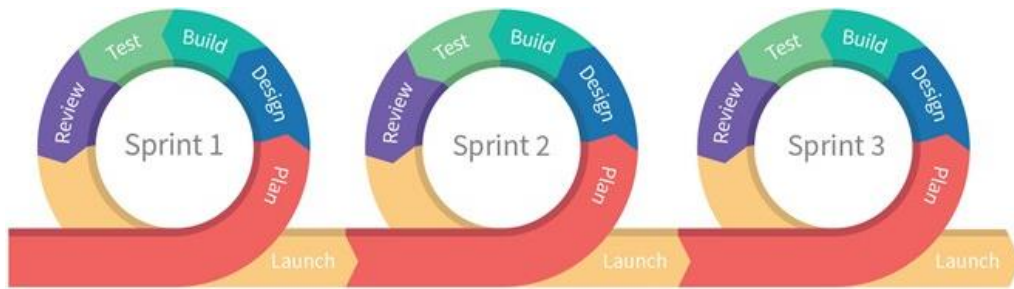 Test
Build
Review
Design
Sprint 1
Plan
Launch
Test
Build
Review
Design
Sprint 2
Plan
Launch
Test
Build
Review
Design
Sprint 3
Plan
Launch